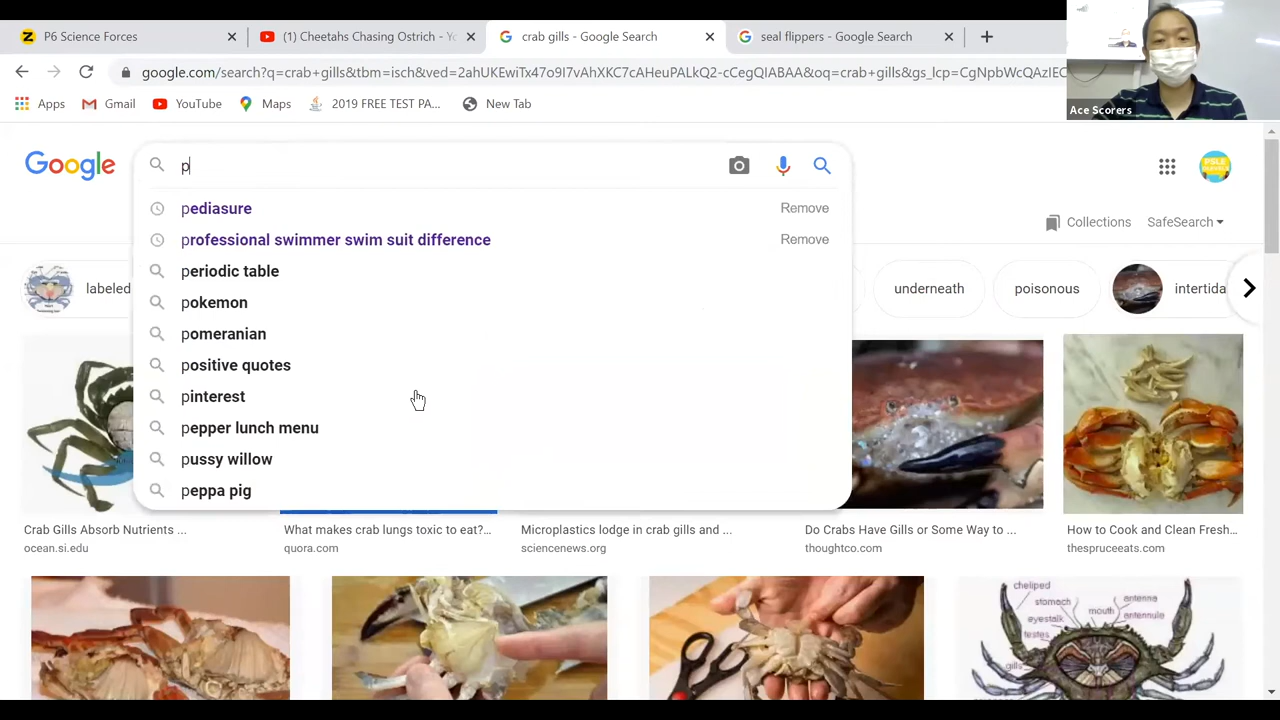 P6 Science Forces
(1) Cheetahs Chasing Ostrich - Yo
crab gills - Google Search
seal flippers - Google Search
google.com/search?q=crab+gills&tbm=isch&ved=2ahUKEwiTx47o9I7vAhXKC7cAHeuPALkQ2-cCegQIABAA&oq=crab+gills&gs_lcp=CgNpbWcQAzIEC
Ace Scorers
Apps
Gmail
YouTube
Maps
2019 FREE TEST PA...
New Tab
Google
p
PSLE
pediasure
Remove
professional swimmer swim suit difference
Remove
periodic table
pokemon
pomeranian
positive quotes
pinterest
pepper lunch menu
pussy willow
peppa pig
Collections
SafeSearch
labeled
underneath
poisonous
intertida
Crab Gills Absorb Nutrients ...
ocean.si.edu
What makes crab lungs toxic to eat?...
quora.com
Microplastics lodge in crab gills and ...
sciencenews.org
Do Crabs Have Gills or Some Way to ...
thoughtco.com
How to Cook and Clean Fresh...
thespruceeats.com
cheliped
stomach
eyestalk
testes
gills
mouth
antenna
antennule